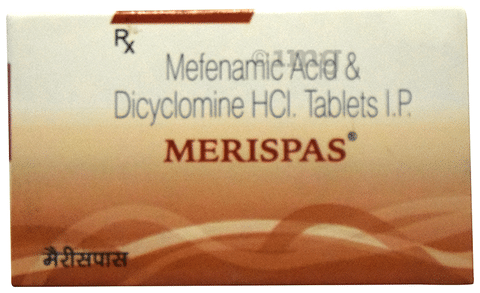 Rx
Mefenamic Acid &
Dicyclomine HCl. Tablets I.P.
MERISPAS®
मैरीसपास